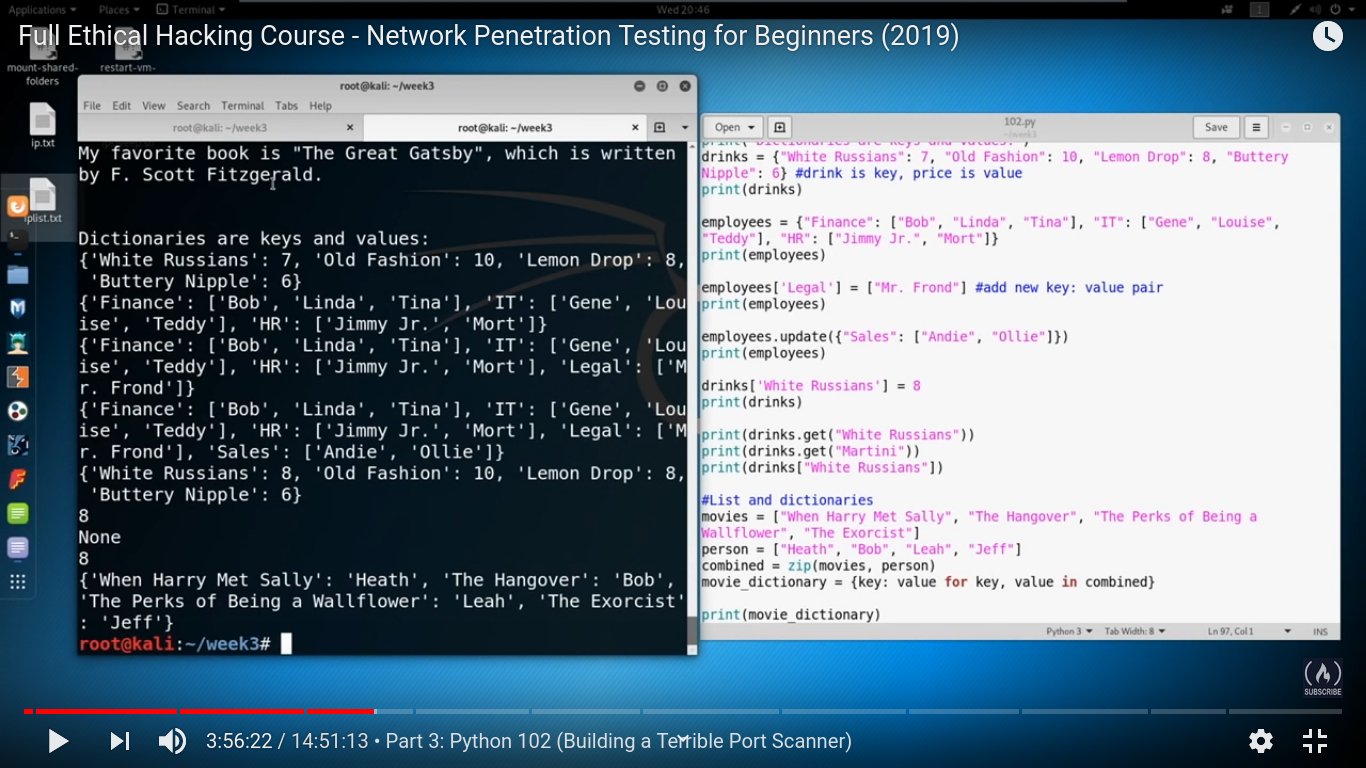 Applications Places Terminal Wed 20:46 1
Full Ethical Hacking Course - Network Penetration Testing for Beginners (2019)
mount-shared-folders
restart-vm-
ip.txt
iplist.txt
root@kali: ~/week3
File Edit View Search Terminal Tabs Help
root@kali: ~/week3 × root@kali: ~/week3 ×
My favorite book is "The Great Gatsby", which is written
by F. Scott Fitzgerald.
Dictionaries are keys and values:
{'White Russians': 7, 'Old Fashion': 10, 'Lemon Drop': 8,
'Buttery Nipple': 6}
{'Finance': ['Bob', 'Linda', 'Tina'], 'IT': ['Gene', 'Lou
ise', 'Teddy'], 'HR': ['Jimmy Jr.' 'Mort']}
{'Finance': ['Bob', 'Linda', 'Tina'], 'IT': ['Gene', 'Lou
ise', 'Teddy'], 'HR': ['Jimmy Jr.', 'Mort'], 'Legal': ['M
r. Frond']}
{'Finance': ['Bob', 'Linda', 'Tina'], 'IT': ['Gene', 'Lou
ise', 'Teddy'], 'HR': ['Jimmy Jr.', 'Mort'], 'Legal': ['M
r. Frond'], 'Sales': ['Andie', 'Ollie']}
{'White Russians': 8, 'Old Fashion': 10, 'Lemon Drop': 8,
'Buttery Nipple': 6}
8
None
8
{'When Harry Met Sally': 'Heath', 'The Hangover': 'Bob',
'The Perks of Being a Wallflower': 'Leah', 'The Exorcist'
: 'Jeff'}
root@kali:~/week3#
Open 102.py Save
~/week3
print("Dictionaries are keys and values:")
drinks = {"White Russians": 7, "Old Fashion": 10, "Lemon Drop": 8, "Buttery
Nipple": 6} #drink is key, price is value
print(drinks)
employees = {"Finance": ["Bob", "Linda", "Tina"], "IT": ["Gene", "Louise",
"Teddy"], "HR": ["Jimmy Jr.", "Mort"]}
print(employees)
employees['Legal'] = ["Mr. Frond"] #add new key: value pair
print(employees)
employees.update({"Sales": ["Andie", "Ollie"]})
print(employees)
drinks['White Russians'] = 8
print(drinks)
print(drinks.get("White Russians"))
print(drinks.get("Martini"))
print(drinks["White Russians"])
#List and dictionaries
movies = ["When Harry Met Sally", "The Hangover", "The Perks of Being a
Wallflower", "The Exorcist"]
person = ["Heath", "Bob", "Leah", "Jeff"]
combined = zip(movies, person)
movie_dictionary = {key: value for key, value in combined}
print(movie_dictionary)
Python 3 Tab Width: 8 Ln 97, Col 1 INS
SUBSCRIBE
3:56:22 / 14:51:13 • Part 3: Python 102 (Building a Terrible Port Scanner)